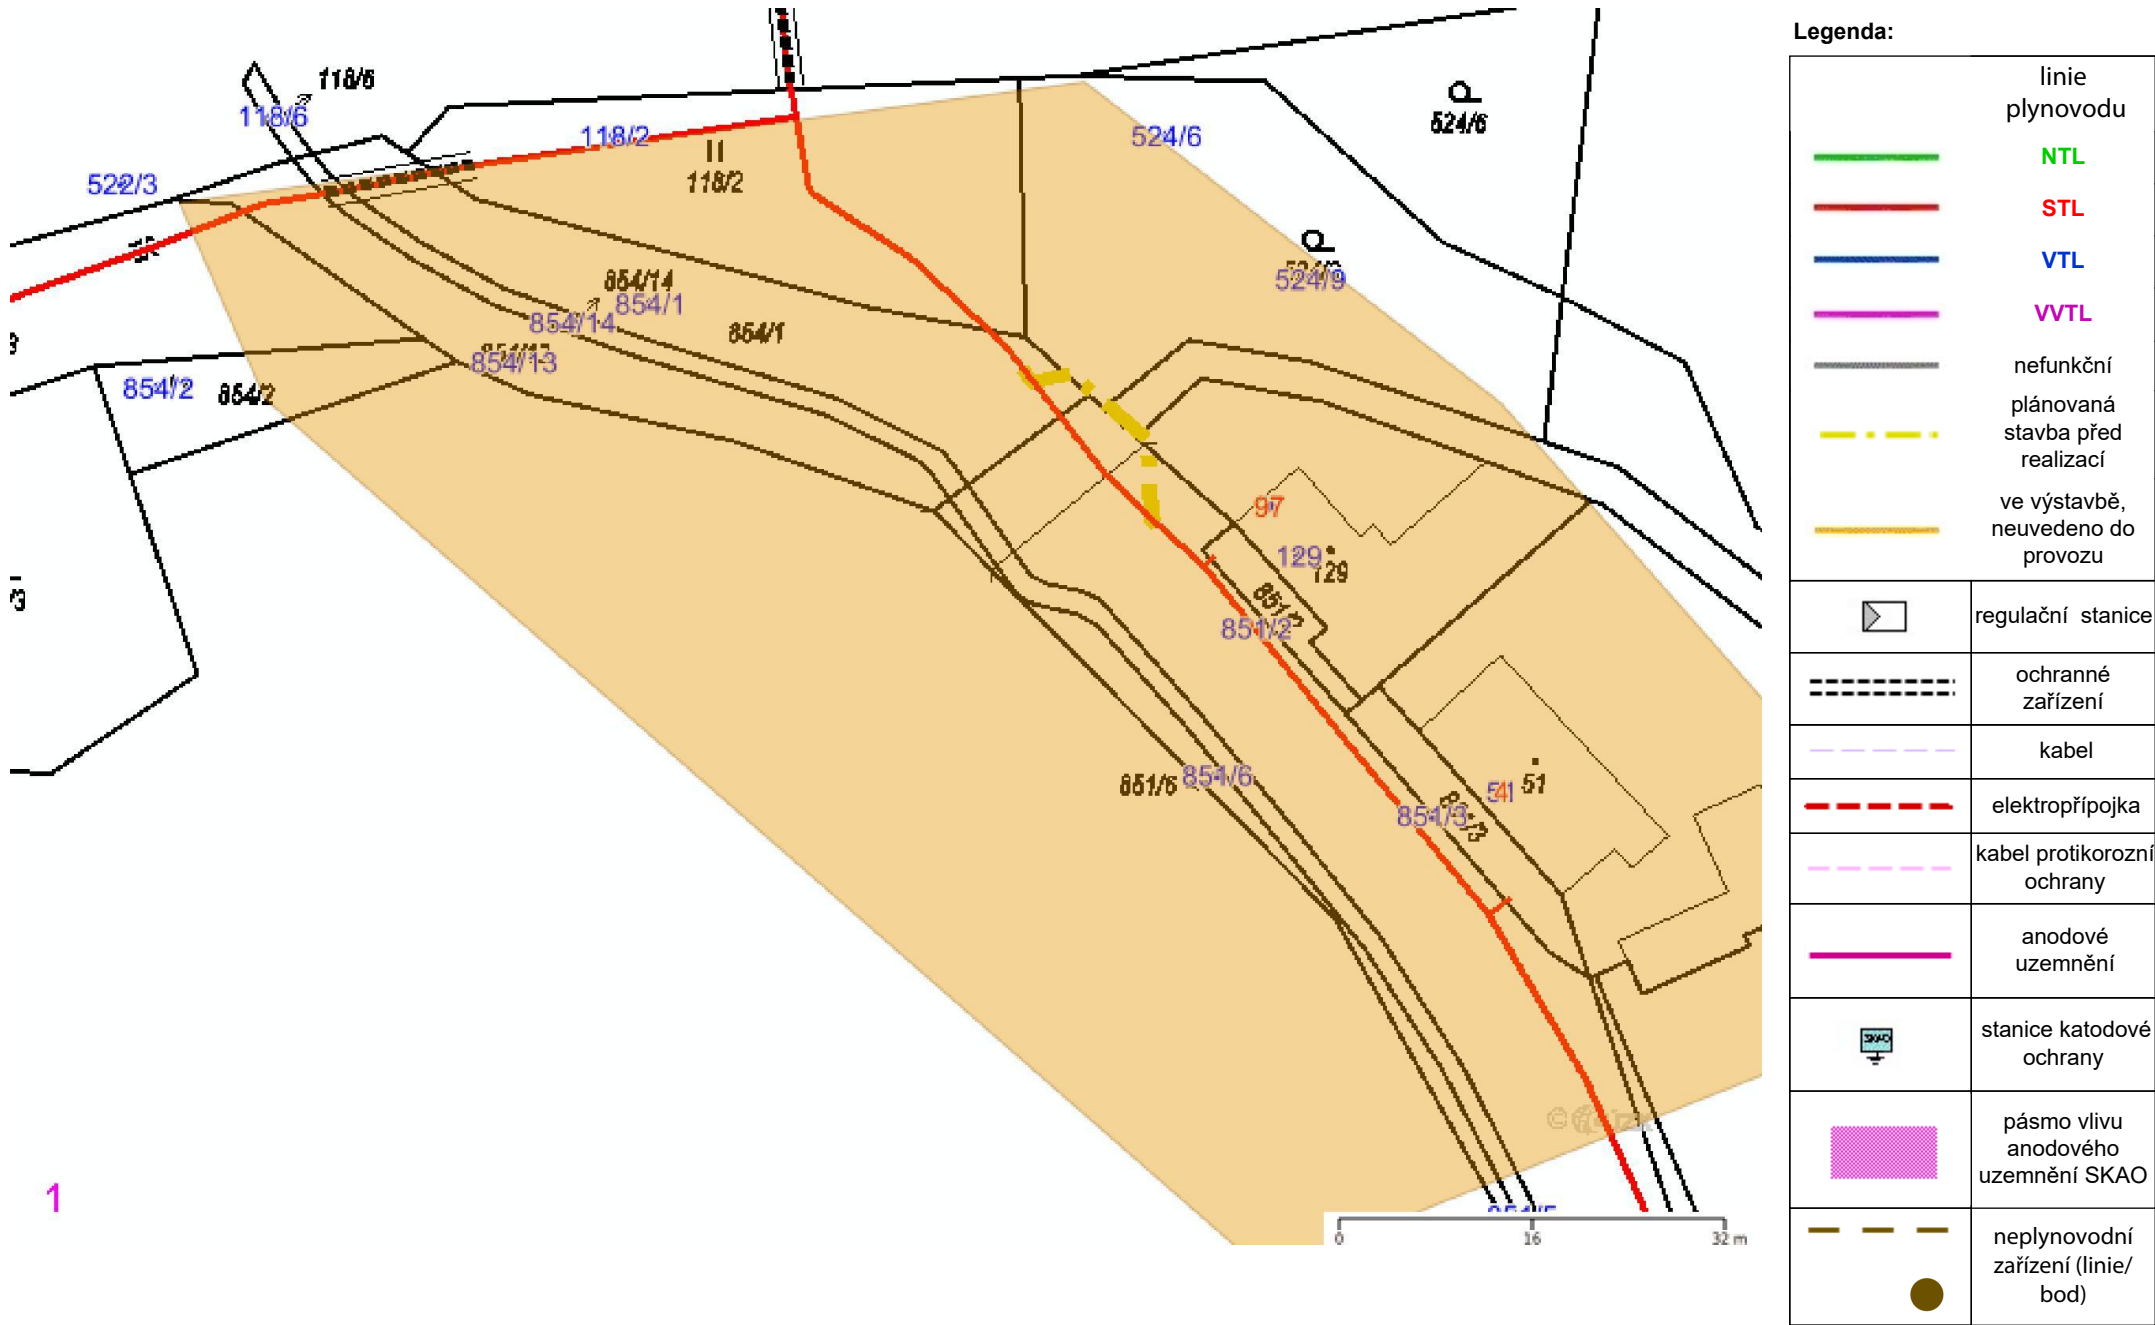 118/6
118/6
118/2
118/2
522/3
524/6
524/6
524/9
854/14
854/1
854/14
854/1
854/13
854/2
854/2
97
129
129
851/2
851/6
851/6
51
851/3
1
0 16 32 m
Legenda:
linie
plynovodu
NTL
STL
VTL
VVTL
nefunkční
plánovaná
stavba před
realizací
ve výstavbě,
neuvedeno do
provozu
regulační stanice
ochranné
zařízení
kabel
elektropřípojka
kabel protikorozní
ochrany
anodové
uzemnění
SKAO
stanice katodové
ochrany
pásmo vlivu
anodového
uzemnění SKAO
neplynovodní
zařízení (linie/
bod)